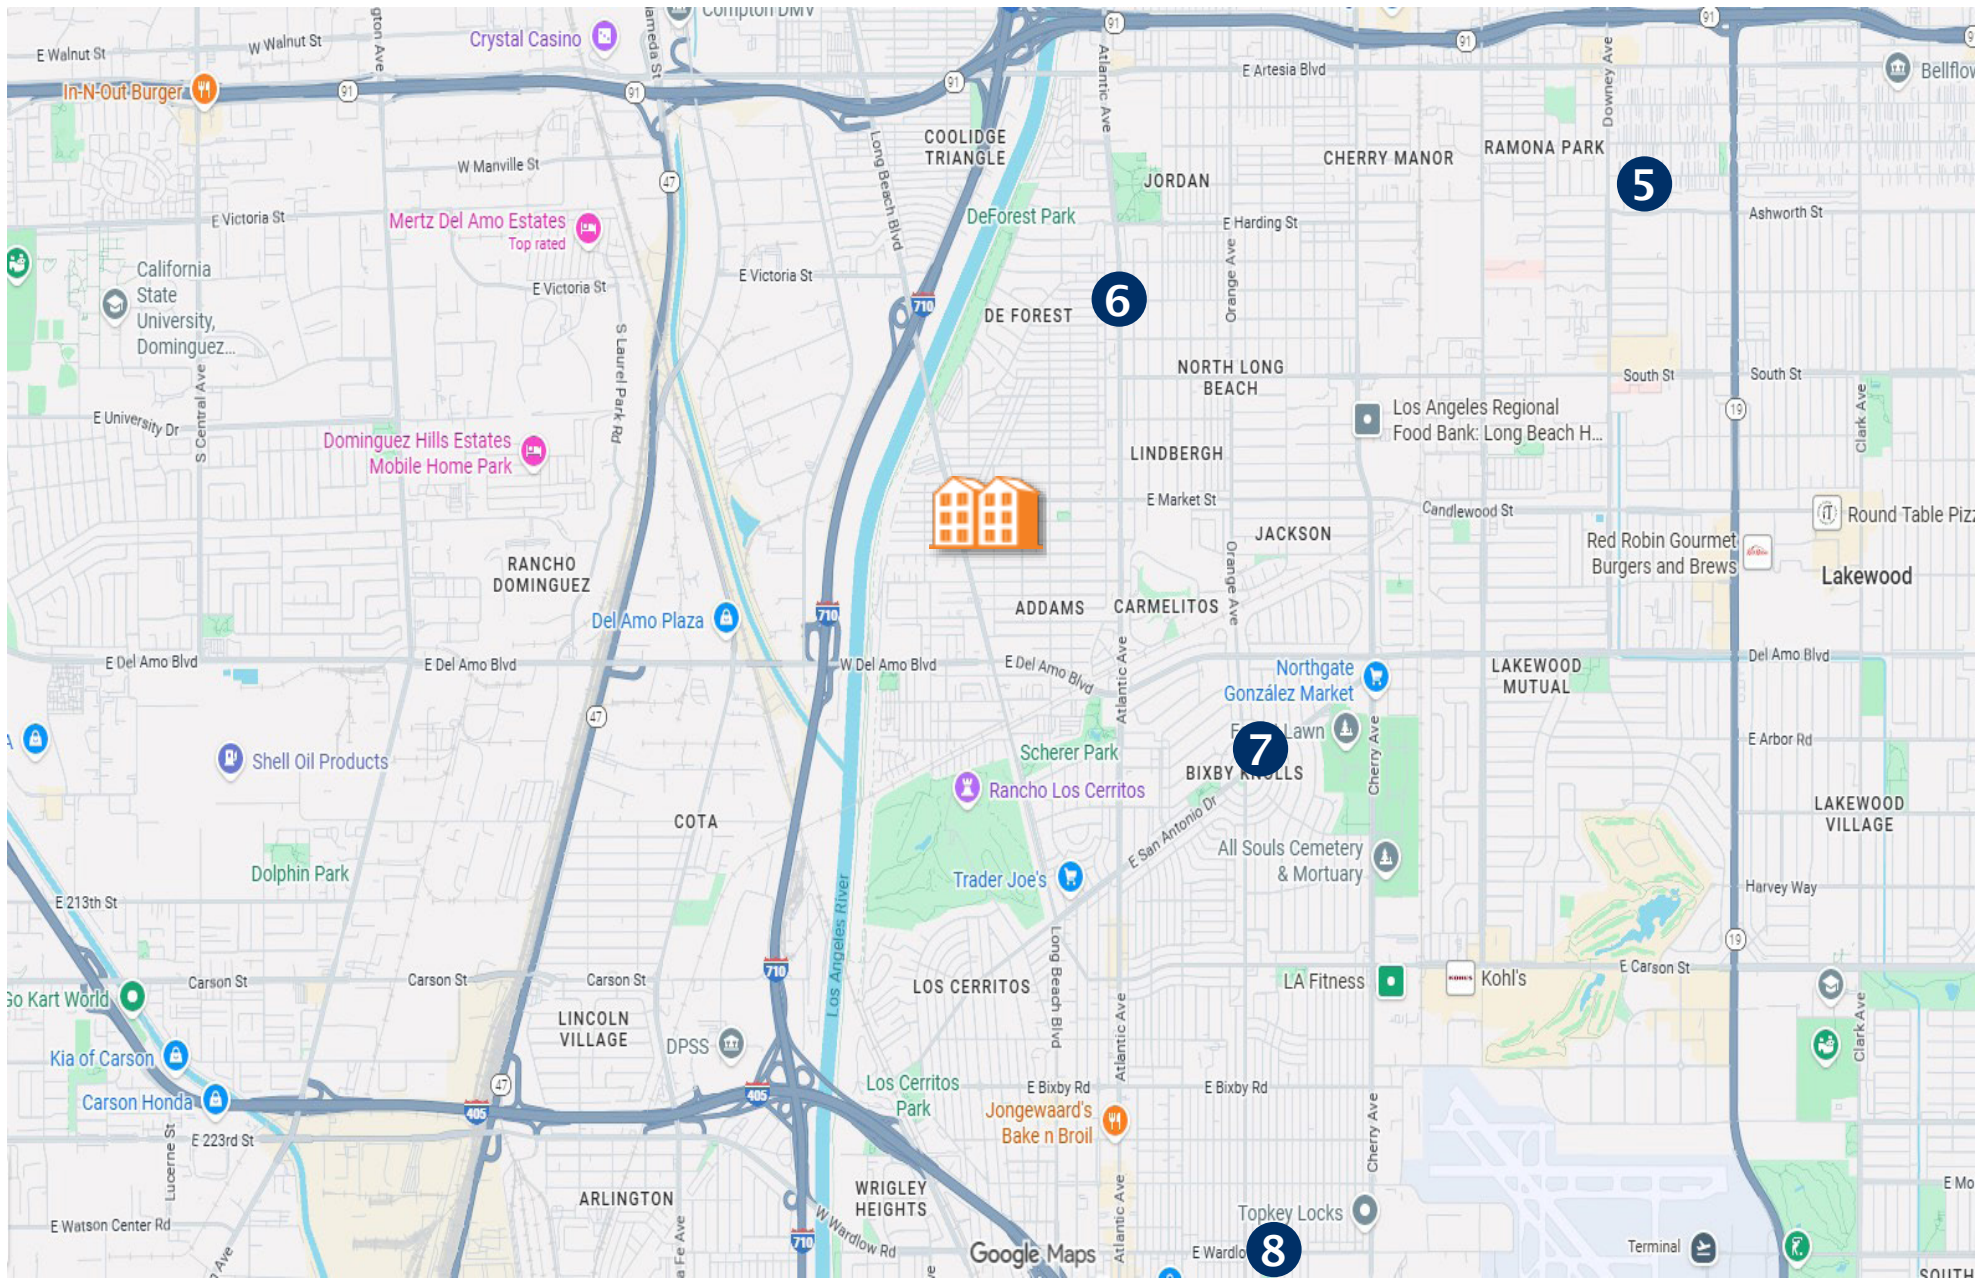 Compton DMV
91
91
91
E Walnut St
W Walnut St
Crystal Casino
In-N-Out Burger
91
91
91
E Artesia Blvd
Atlantic Ave
Downey Ave
Long Beach Blvd
COOLIDGE
TRIANGLE
W Manville St
47
JORDAN
CHERRY MANOR
RAMONA PARK
5
Ashworth St
E Victoria St
Mertz Del Amo Estates
Top rated
DeForest Park
E Harding St
Orange Ave
California
State
University,
Dominguez...
E Victoria St
E Victoria St
710
DE FOREST
6
S Laurel Park Rd
S Central Ave
NORTH LONG
BEACH
South St
South St
19
Clark Ave
E University Dr
Los Angeles Regional
Food Bank: Long Beach H...
Dominguez Hills Estates
Mobile Home Park
LINDBERGH
E Market St
Candlewood St
Round Table Pizz
JACKSON
Red Robin Gourmet
Burgers and Brews
RANCHO
DOMINGUEZ
Orange Ave
Lakewood
Del Amo Plaza
710
ADDAMS
CARMELITOS
E Del Amo Blvd
E Del Amo Blvd
W Del Amo Blvd
E Del Amo Blvd
Atlantic Ave
Northgate
González Market
LAKEWOOD
MUTUAL
Del Amo Blvd
47
Shell Oil Products
Scherer Park
Lawn
7
BIXBY KNOLLS
Cherry Ave
E Arbor Rd
Rancho Los Cerritos
LAKEWOOD
VILLAGE
COTA
E San Antonio Dr
All Souls Cemetery
& Mortuary
Dolphin Park
Trader Joe's
Harvey Way
E 213th St
Los Angeles River
Long Beach Blvd
19
Carson St
Carson St
Carson St
710
LOS CERRITOS
LA Fitness
KOHL'S
Kohl's
E Carson St
Go Kart World
LINCOLN
VILLAGE
DPSS
Atlantic Ave
Clark Ave
Kia of Carson
47
Carson Honda
405
405
Los Cerritos
Park
E Bixby Rd
E Bixby Rd
Jongewaard's
Bake n Broil
Cherry Ave
Lucerne St
E 223rd St
ARLINGTON
WRIGLEY
HEIGHTS
Atlantic Ave
E Mo
E Watson Center Rd
a Fe Ave
710
W Wardlow Rd
Google Maps
Topkey Locks
E Wardlo
8
Terminal
SOUTH